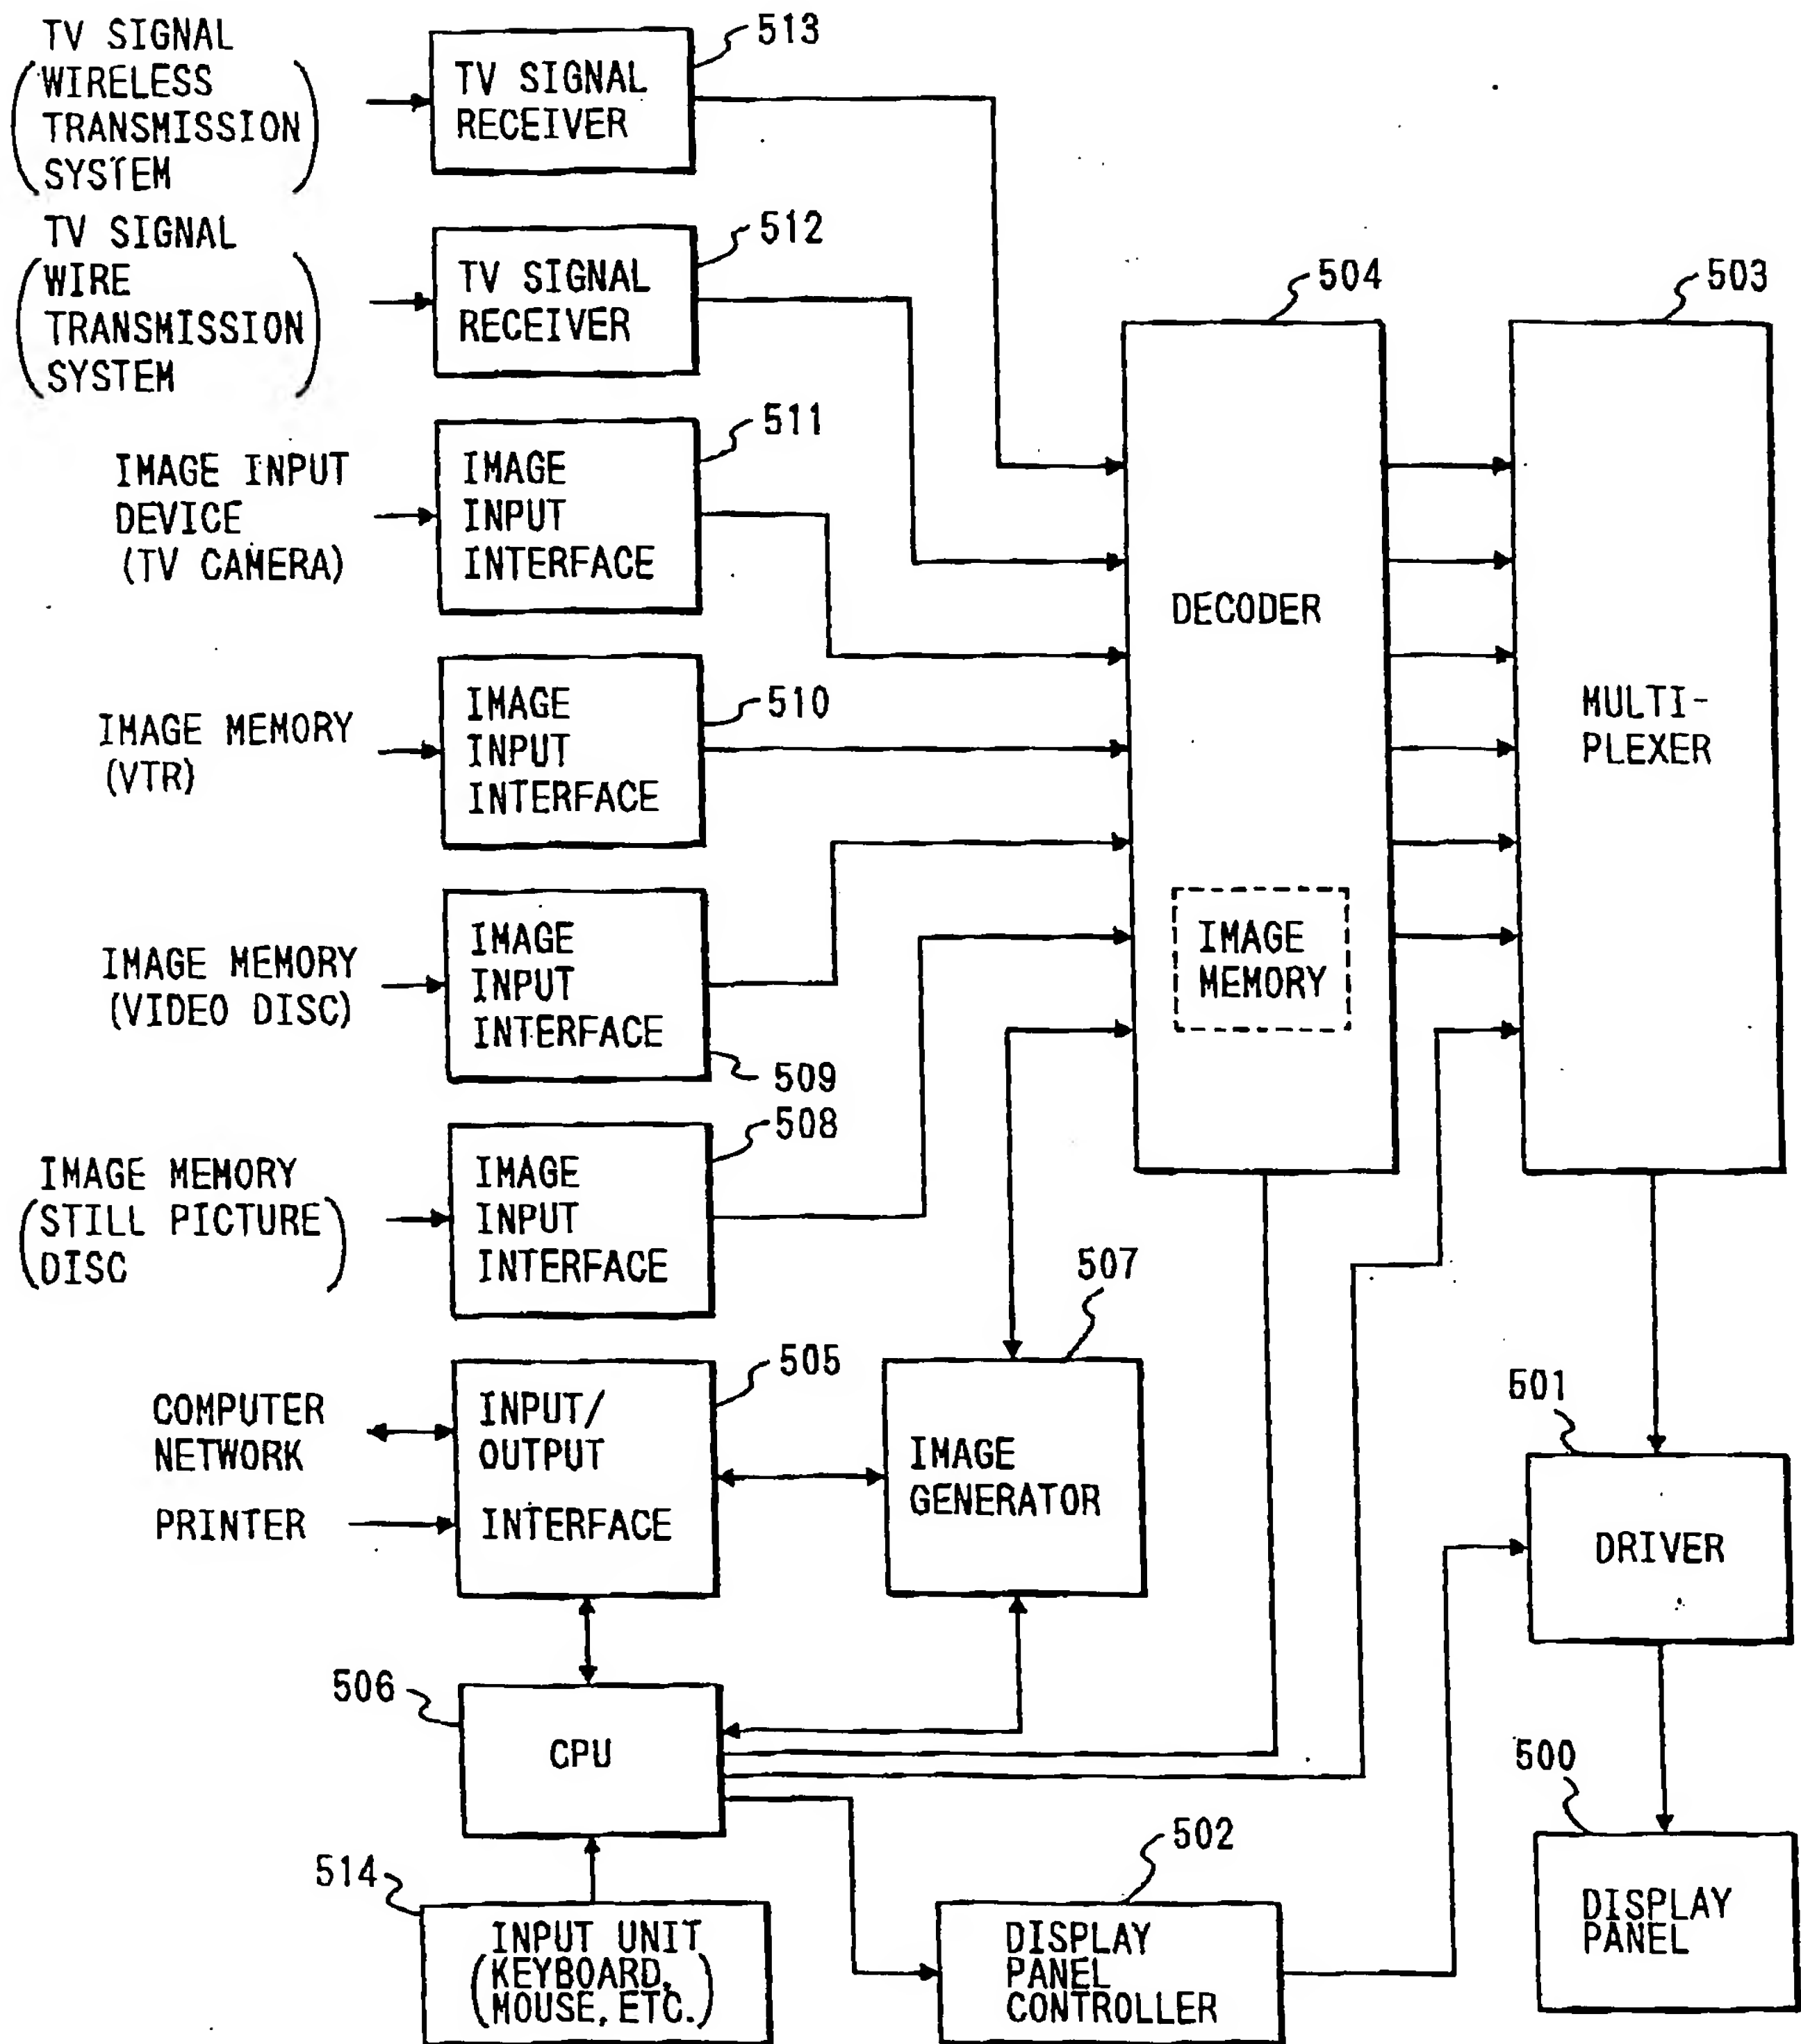 TV SIGNAL
(WIRELESS
TRANSMISSION
SYSTEM)
TV SIGNAL
RECEIVER
513
TV SIGNAL
(WIRE
TRANSMISSION
SYSTEM)
TV SIGNAL
RECEIVER
512
IMAGE INPUT
DEVICE
(TV CAMERA)
IMAGE
INPUT
INTERFACE
511
IMAGE MEMORY
(VTR)
IMAGE
INPUT
INTERFACE
510
IMAGE MEMORY
(VIDEO DISC)
IMAGE
INPUT
INTERFACE
509
IMAGE MEMORY
(STILL PICTURE
DISC)
IMAGE
INPUT
INTERFACE
508
504
DECODER
IMAGE
MEMORY
503
MULTI-
PLEXER
COMPUTER
NETWORK
PRINTER
INPUT/
OUTPUT
INTERFACE
505
507
IMAGE
GENERATOR
501
DRIVER
506
CPU
500
DISPLAY
PANEL
514
INPUT UNIT
(KEYBOARD,
MOUSE, ETC.)
502
DISPLAY
PANEL
CONTROLLER